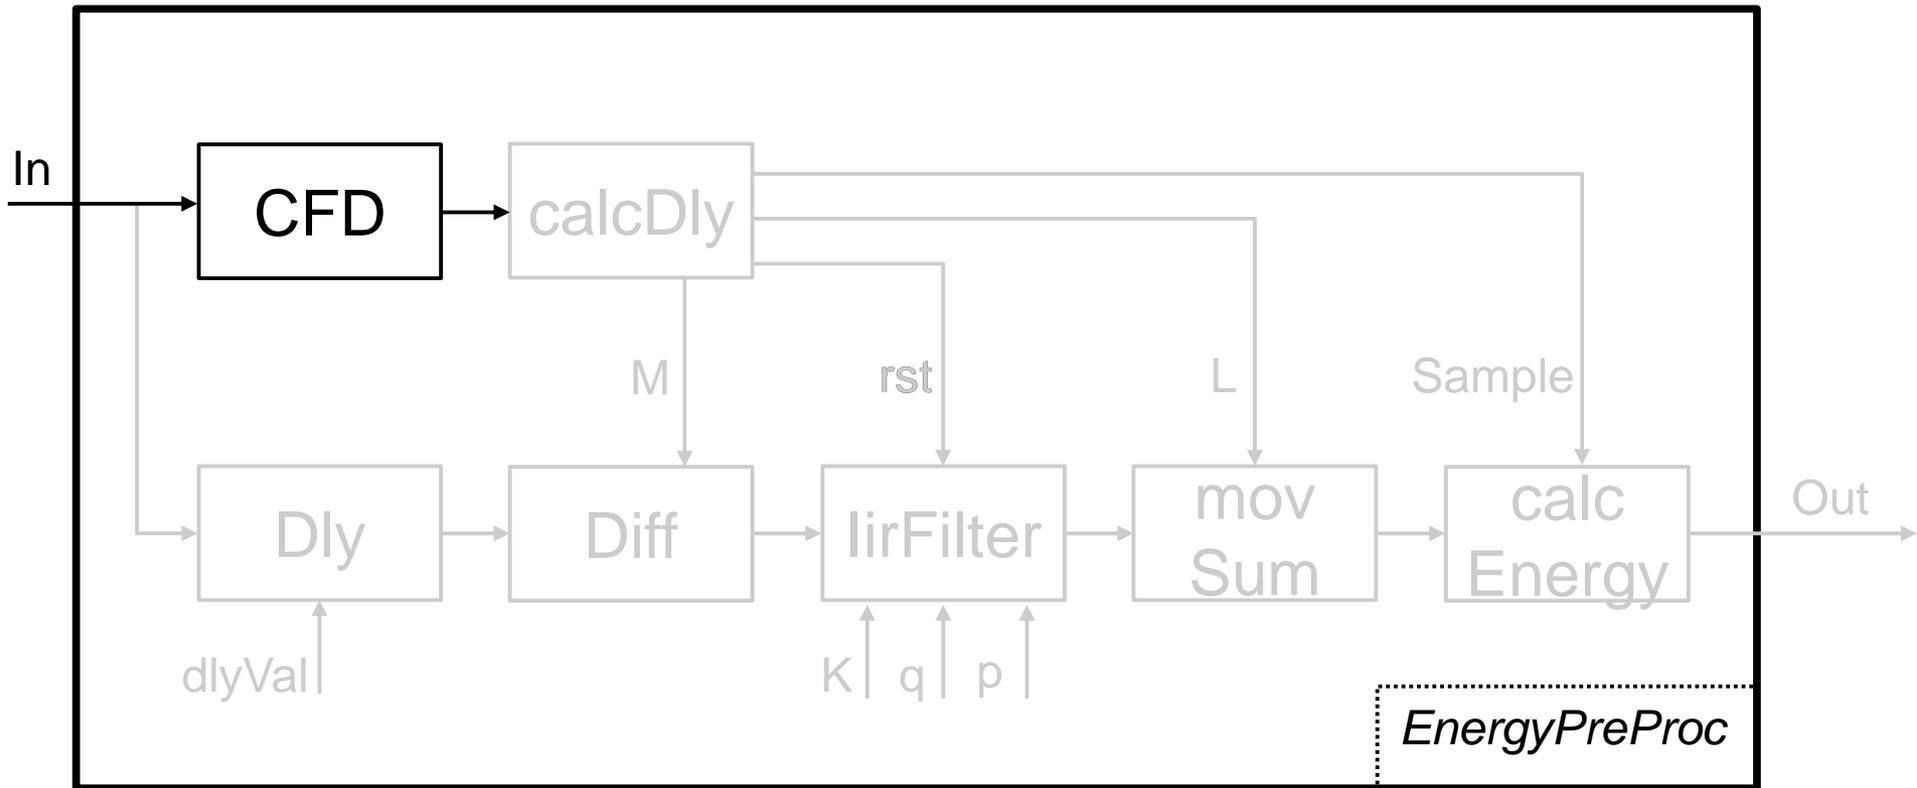 In
CFD
calcDly
M
rst
L
Sample
Dly
Diff
IirFilter
mov
Sum
calc
Energy
Out
dlyVal
K
q
p
EnergyPreProc